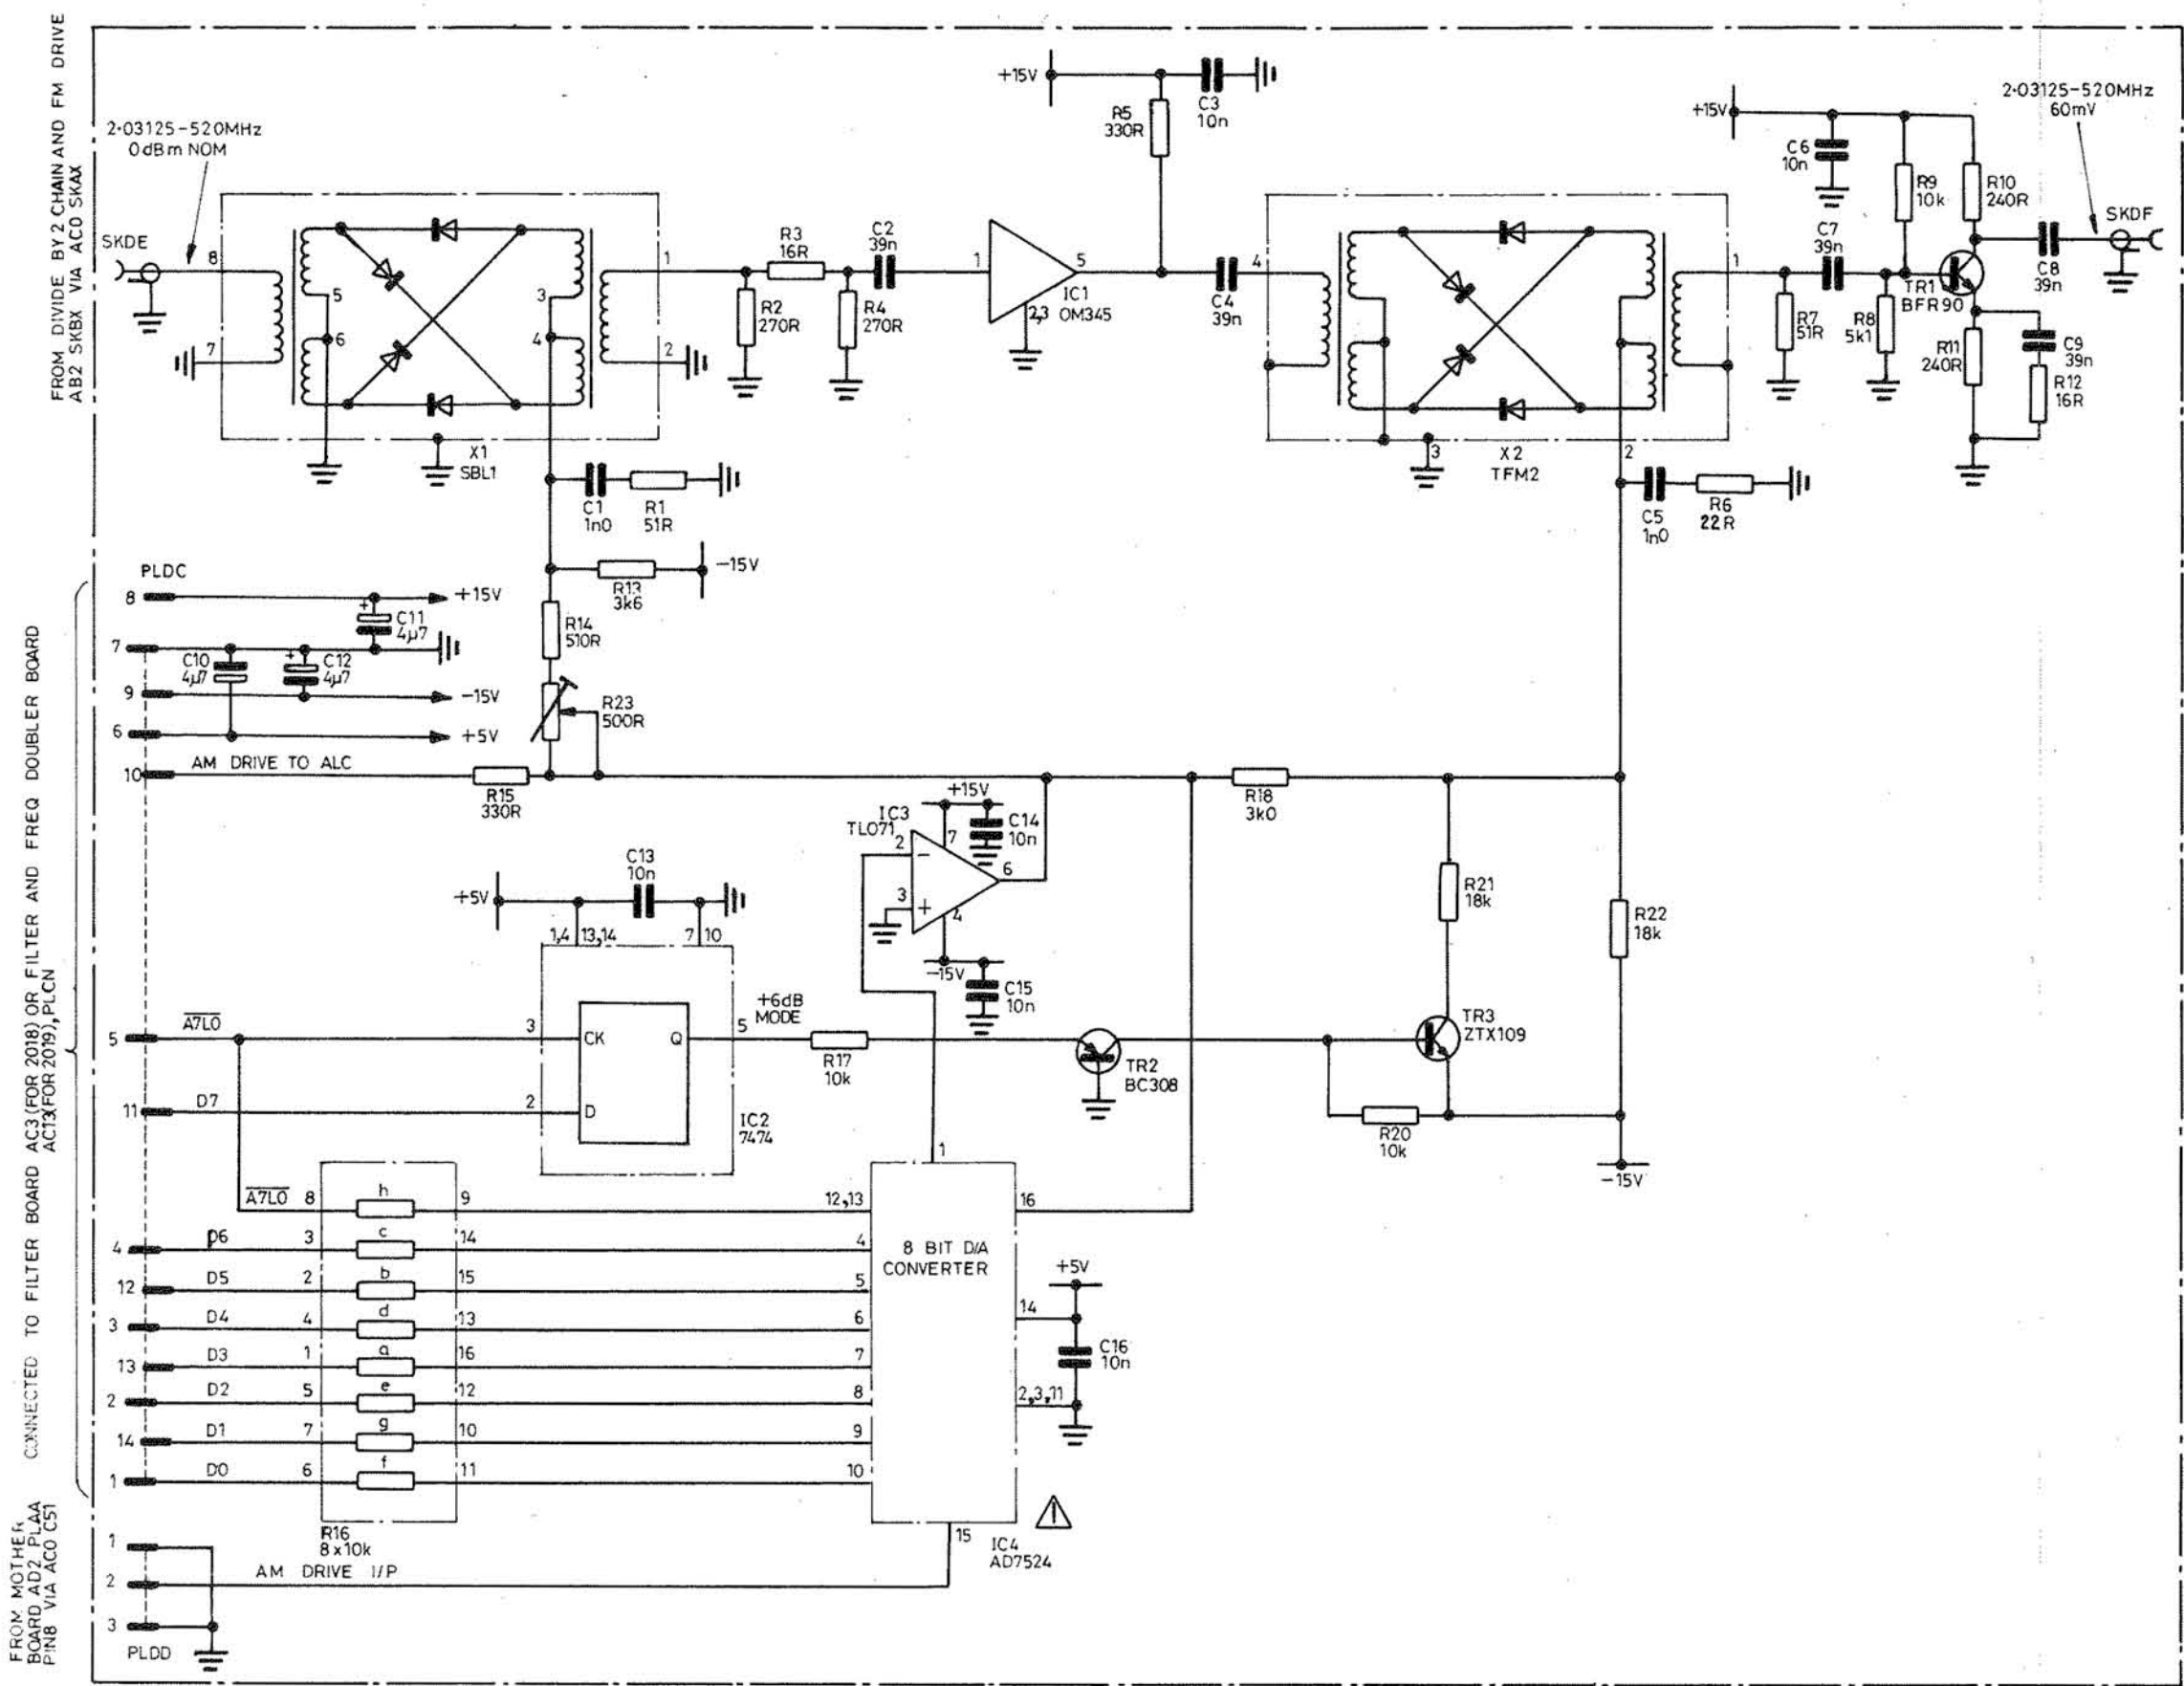 FROM DIVIDE BY 2 CHAIN AND FM DRIVE
AB2 SKBX VIA AC0 SKAX
2·03125-520MHz
0dBm NOM
SKDE
8
7
5
6
3
4
1
2
X1
SBL1
R2
270R
R3
16R
R4
270R
C2
39n
+15V
R5
330R
C3
10n
1
5
IC1
OM345
2,3
C4
39n
4
1
3
2
X2
TFM2
+15V
C6
10n
R9
10k
R10
240R
2·03125-520MHz
60mV
SKDF
C7
39n
R7
51R
R8
5k1
TR1
BFR90
C8
39n
R11
240R
C9
39n
R12
16R
C1
1n0
R1
51R
C5
1n0
R6
22R
R13
3k6
-15V
R14
510R
R23
500R
PLDC
8
+15V
C11
4µ7
7
C10
4µ7
C12
4µ7
9
-15V
6
+5V
10
AM DRIVE TO ALC
R15
330R
CONNECTED TO FILTER BOARD AC3 (FOR 2018) OR FILTER AND FREQ DOUBLER BOARD
AC13(FOR 2019), PLCN
R18
3k0
IC3
TL071
+15V
C14
10n
2
-
3
+
7
6
4
-15V
C15
10n
R21
18k
R22
18k
+5V
C13
10n
1,4
13,14
7
10
5
A7L0
3
CK
Q
5
+6dB
MODE
R17
10k
TR2
BC308
TR3
ZTX109
11
D7
2
D
IC2
7474
R20
10k
-15V
1
A7L0
8
h
9
12,13
16
4
D6
3
c
14
4
8 BIT D/A
CONVERTER
12
D5
2
b
15
5
+5V
3
D4
4
d
13
6
14
13
D3
1
a
16
7
C16
10n
2
D2
5
e
12
8
2,3,11
14
D1
7
g
10
9
1
D0
6
f
11
10
R16
8x10k
15
IC4
AD7524
FROM MOTHER
BOARD AD2 PLAA
PIN8 VIA AC0 C51
1
2
AM DRIVE I/P
3
PLDD